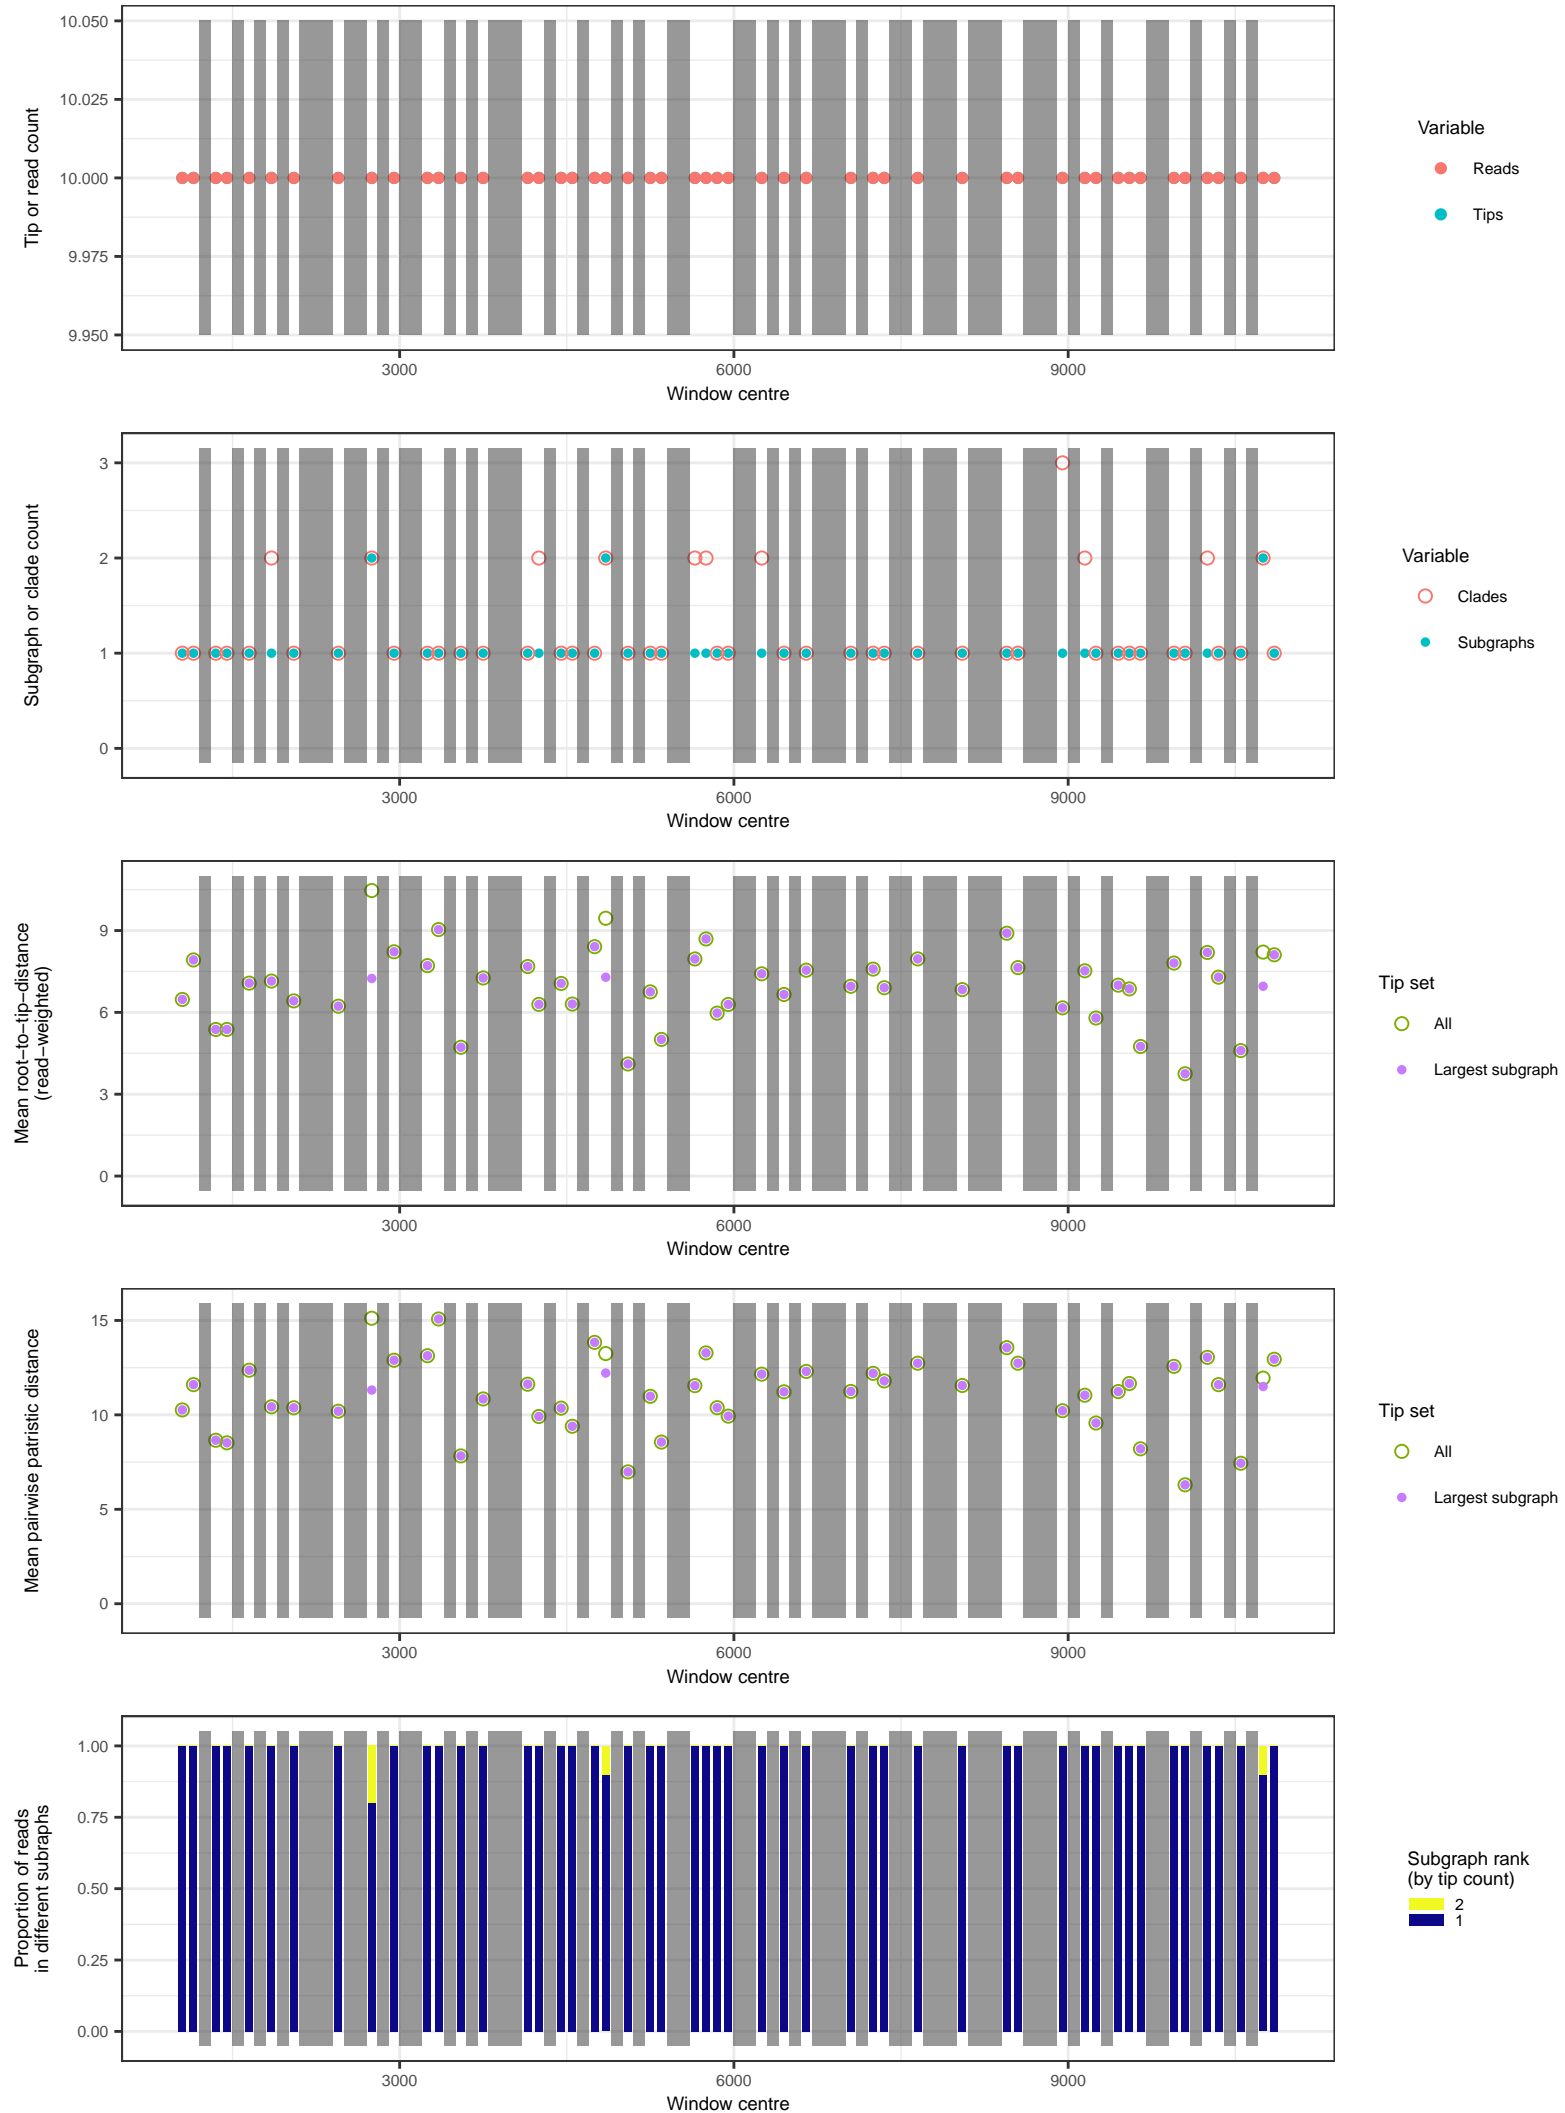 10.050
10.025
10.000
9.975
9.950
Tip or read count
3000
6000
9000
Window centre
Variable
Reads
Tips
3
2
1
0
Subgraph or clade count
3000
6000
9000
Window centre
Variable
Clades
Subgraphs
9
6
3
0
Mean root−to−tip−distance
(read−weighted)
3000
6000
9000
Window centre
Tip set
All
Largest subgraph
15
10
5
0
Mean pairwise patristic distance
3000
6000
9000
Window centre
Tip set
All
Largest subgraph
1.00
0.75
0.50
0.25
0.00
Proportion of reads
in different subraphs
3000
6000
9000
Window centre
Subgraph rank
(by tip count)
2
1